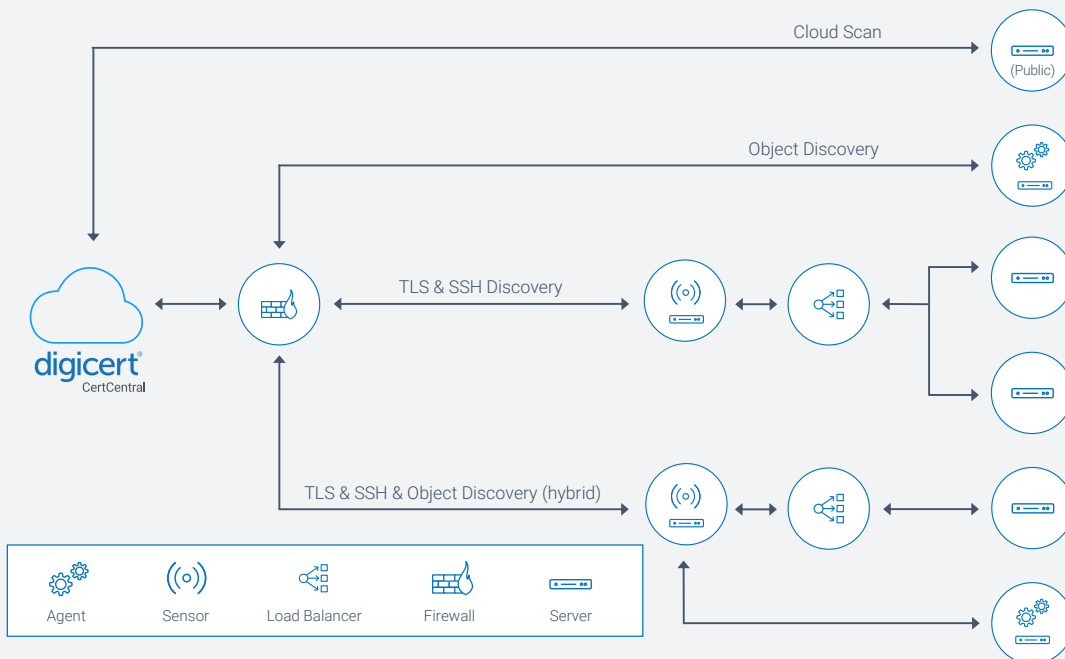 Cloud Scan
(Public)
Object Discovery
TLS & SSH Discovery
digicert®
CertCentral
TLS & SSH & Object Discovery (hybrid)
Agent
Sensor
Load Balancer
Firewall
Server